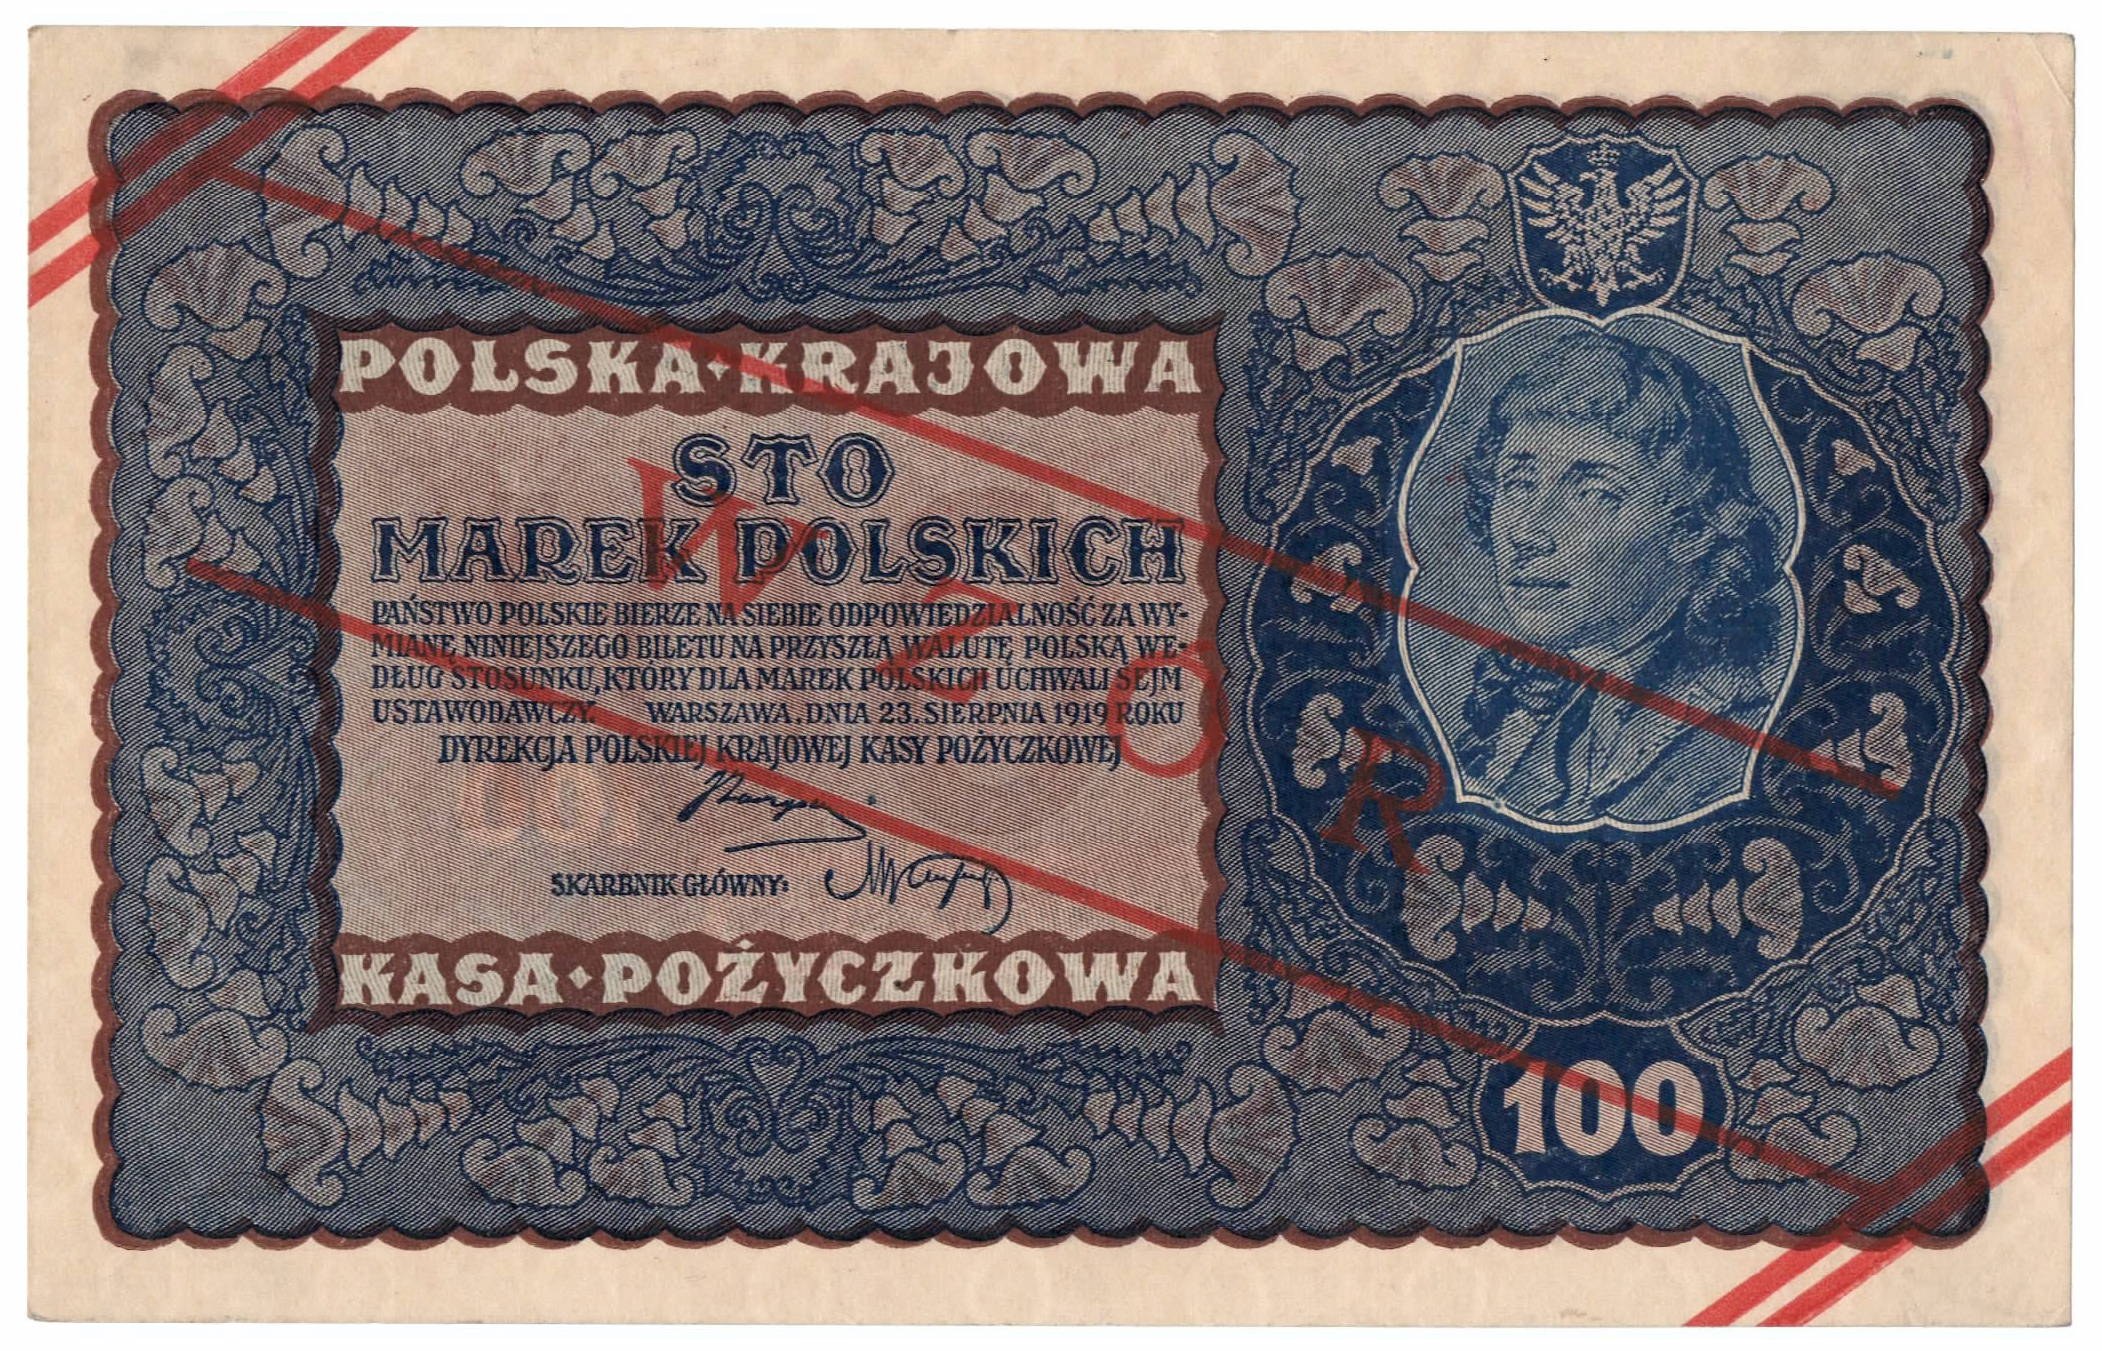 POLSKA·KRAJOWA
STO
MAREK POLSKICH
PAŃSTWO POLSKIE BIERZE NA SIEBIE ODPOWIEDZIALNOŚĆ ZA WY-
MIANĘ NINIEJSZEGO BILETU NA PRZYSZŁĄ WALUTĘ POLSKĄ WE-
DŁUG STOSUNKU, KTÓRY DLA MAREK POLSKICH UCHWALI SEJM
USTAWODAWCZY. WARSZAWA, DNIA 23. SIERPNIA 1919 ROKU
DYREKCJA POLSKIEJ KRAJOWEJ KASY POŻYCZKOWEJ
SKARBNIK GŁÓWNY:
KASA·POŻYCZKOWA
100
WZOR